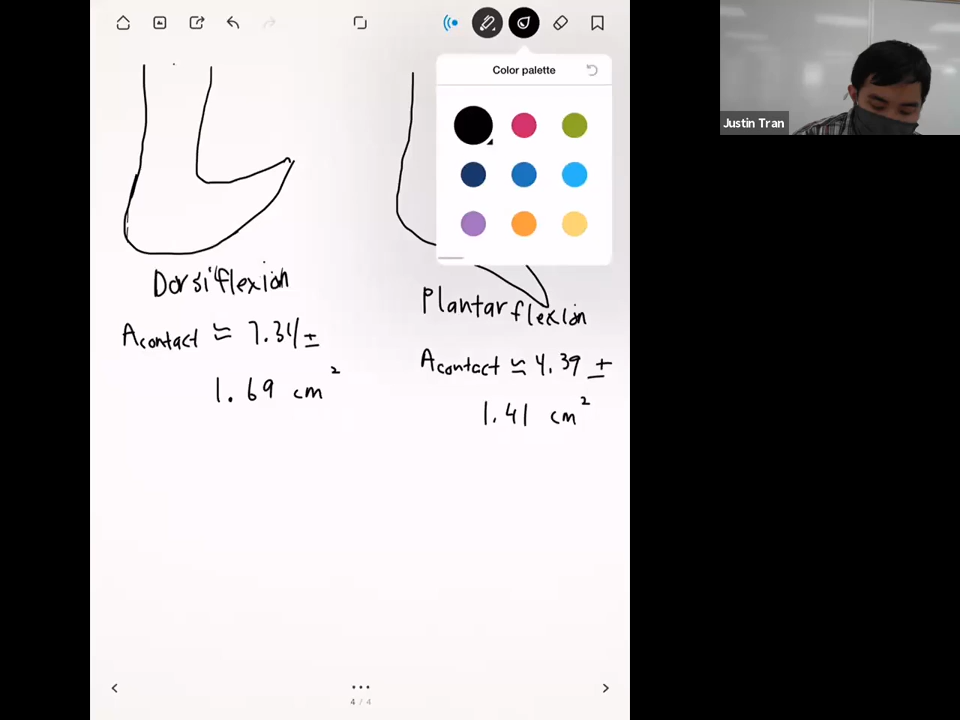 Color palette
Justin Tran
Dorsiflexion
Acontact ≈ 7.34 ±
1.69 cm²
Plantarflexion
Acontact ≈ 4.39 ±
1.41 cm²
4 / 4